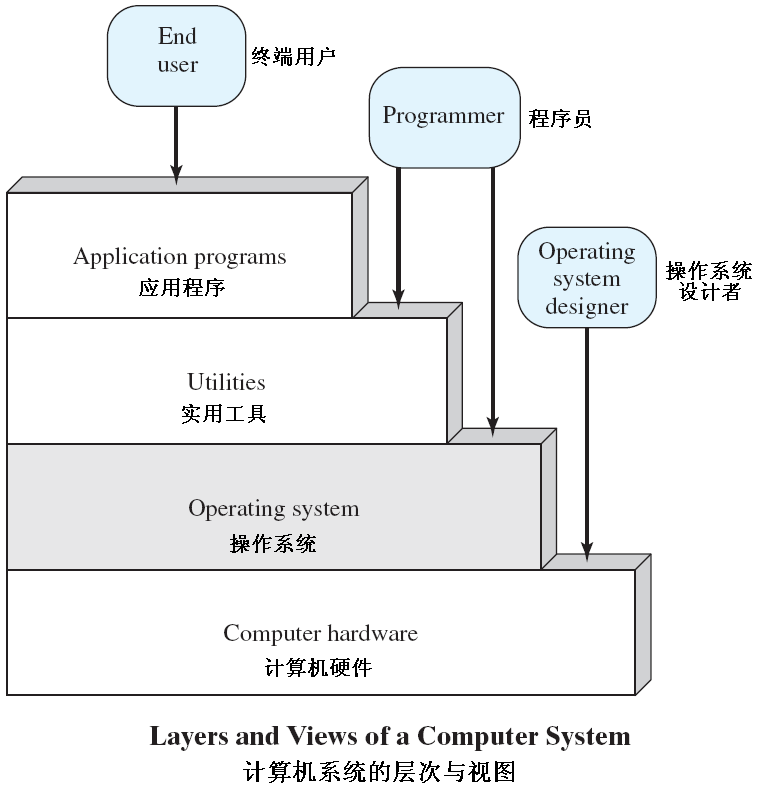 End
user
终端用户
Programmer
程序员
Application programs
应用程序
Operating
system
designer
操作系统
设计者
Utilities
实用工具
Operating system
操作系统
Computer hardware
计算机硬件
Layers and Views of a Computer System
计算机系统的层次与视图